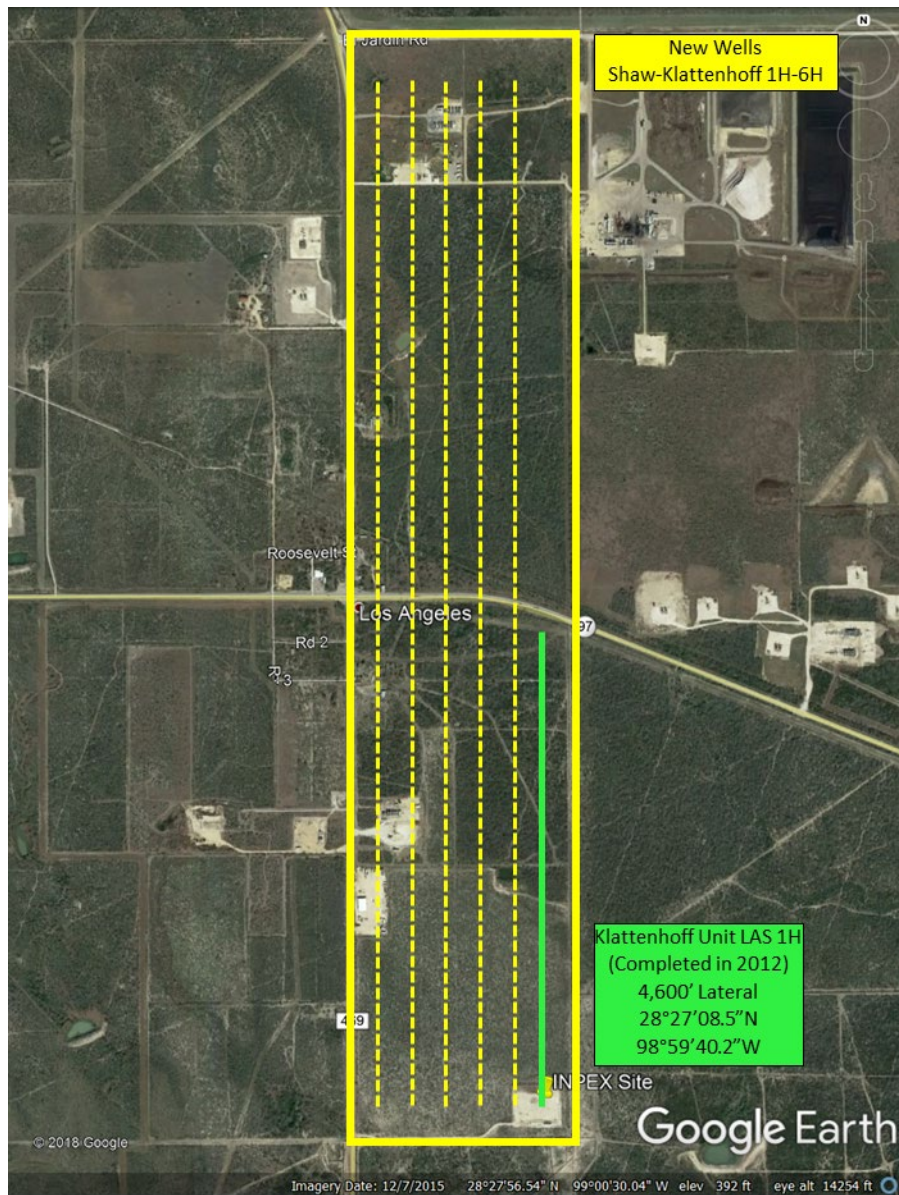 N
El Jardin Rd
New Wells
Shaw-Klattenhoff 1H-6H
Roosevelt St
Los Angeles
97
Rd 2
Rd 3
Klattenhoff Unit LAS 1H
(Completed in 2012)
4,600’ Lateral
28°27’08.5”N
98°59’40.2”W
469
INPEX Site
Google Earth
© 2018 Google
Imagery Date: 12/7/2015 28°27'56.54" N 99°00'30.04" W elev 392 ft eye alt 14254 ft